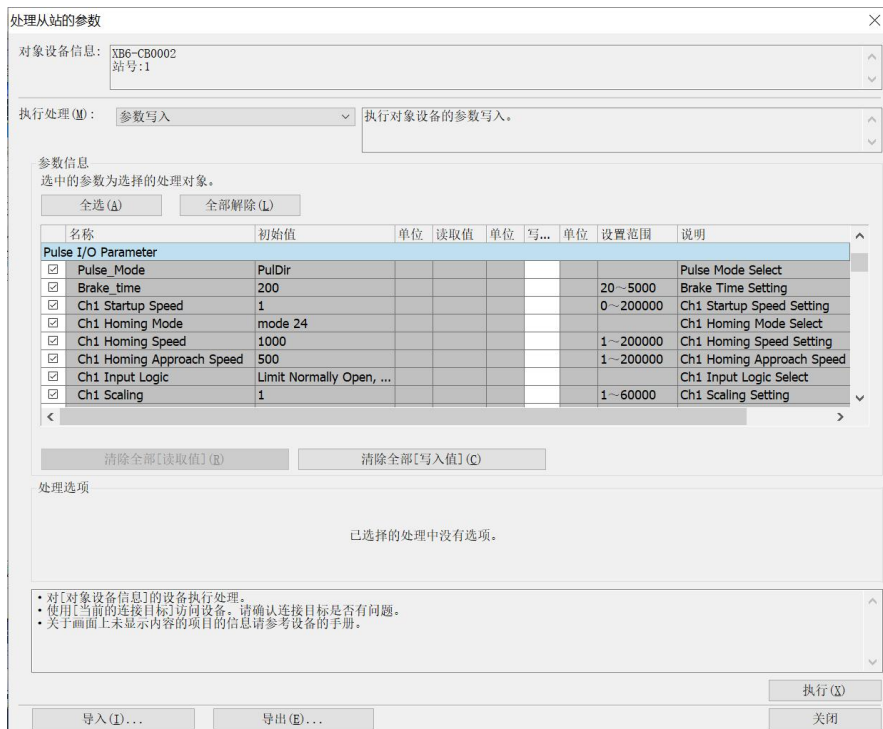 处理从站的参数
对象设备信息: XB6-CB0002
站号:1
执行处理(M): 参数写入 执行对象设备的参数写入。
参数信息
选中的参数为选择的处理对象。
全选(A) 全部解除(L)
名称 初始值 单位 读取值 单位 写... 单位 设置范围 说明
Pulse I/O Parameter
Pulse_Mode PulDir Pulse Mode Select
Brake_time 200 20～5000 Brake Time Setting
Ch1 Startup Speed 1 0～200000 Ch1 Startup Speed Setting
Ch1 Homing Mode mode 24 Ch1 Homing Mode Select
Ch1 Homing Speed 1000 1～200000 Ch1 Homing Speed Setting
Ch1 Homing Approach Speed 500 1～200000 Ch1 Homing Approach Speed
Ch1 Input Logic Limit Normally Open, ... Ch1 Input Logic Select
Ch1 Scaling 1 1～60000 Ch1 Scaling Setting
清除全部[读取值](R) 清除全部[写入值](C)
处理选项
已选择的处理中没有选项。
・对[对象设备信息]的设备执行处理。
・使用[当前的连接目标]访问设备。请确认连接目标是否有问题。
・关于画面上未显示内容的项目的信息请参考设备的手册。
执行(X)
导入(I)... 导出(E)... 关闭